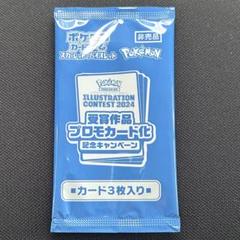 ポケモン
カードゲーム
非売品
スカーレット&バイオレット
Pokémon
Pokémon
ILLUSTRATION
CONTEST 2024
受賞作品
プロモカード化
記念キャンペーン
■カード3枚入り■